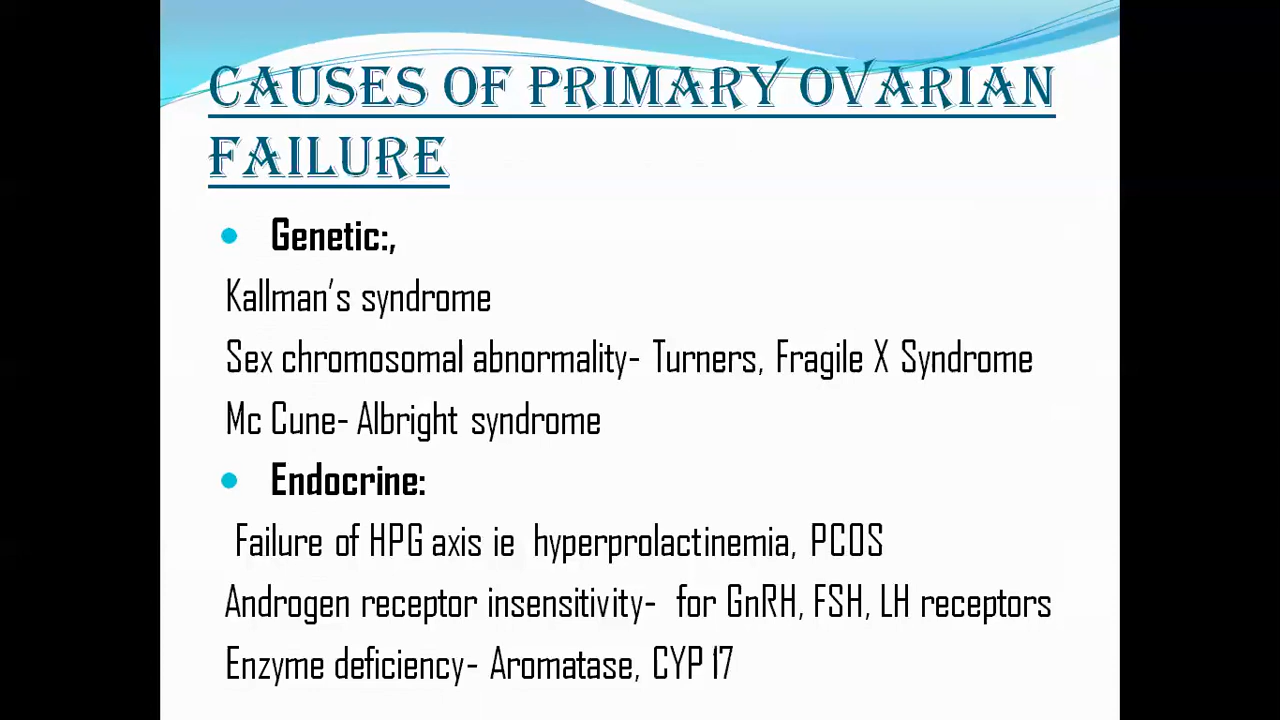 CAUSES OF PRIMARY OVARIAN
FAILURE
• Genetic:,
Kallman's syndrome
Sex chromosomal abnormality- Turners, Fragile X Syndrome
Mc Cune- Albright syndrome
• Endocrine:
Failure of HPG axis ie hyperprolactinemia, PCOS
Androgen receptor insensitivity- for GnRH, FSH, LH receptors
Enzyme deficiency- Aromatase, CYP 17